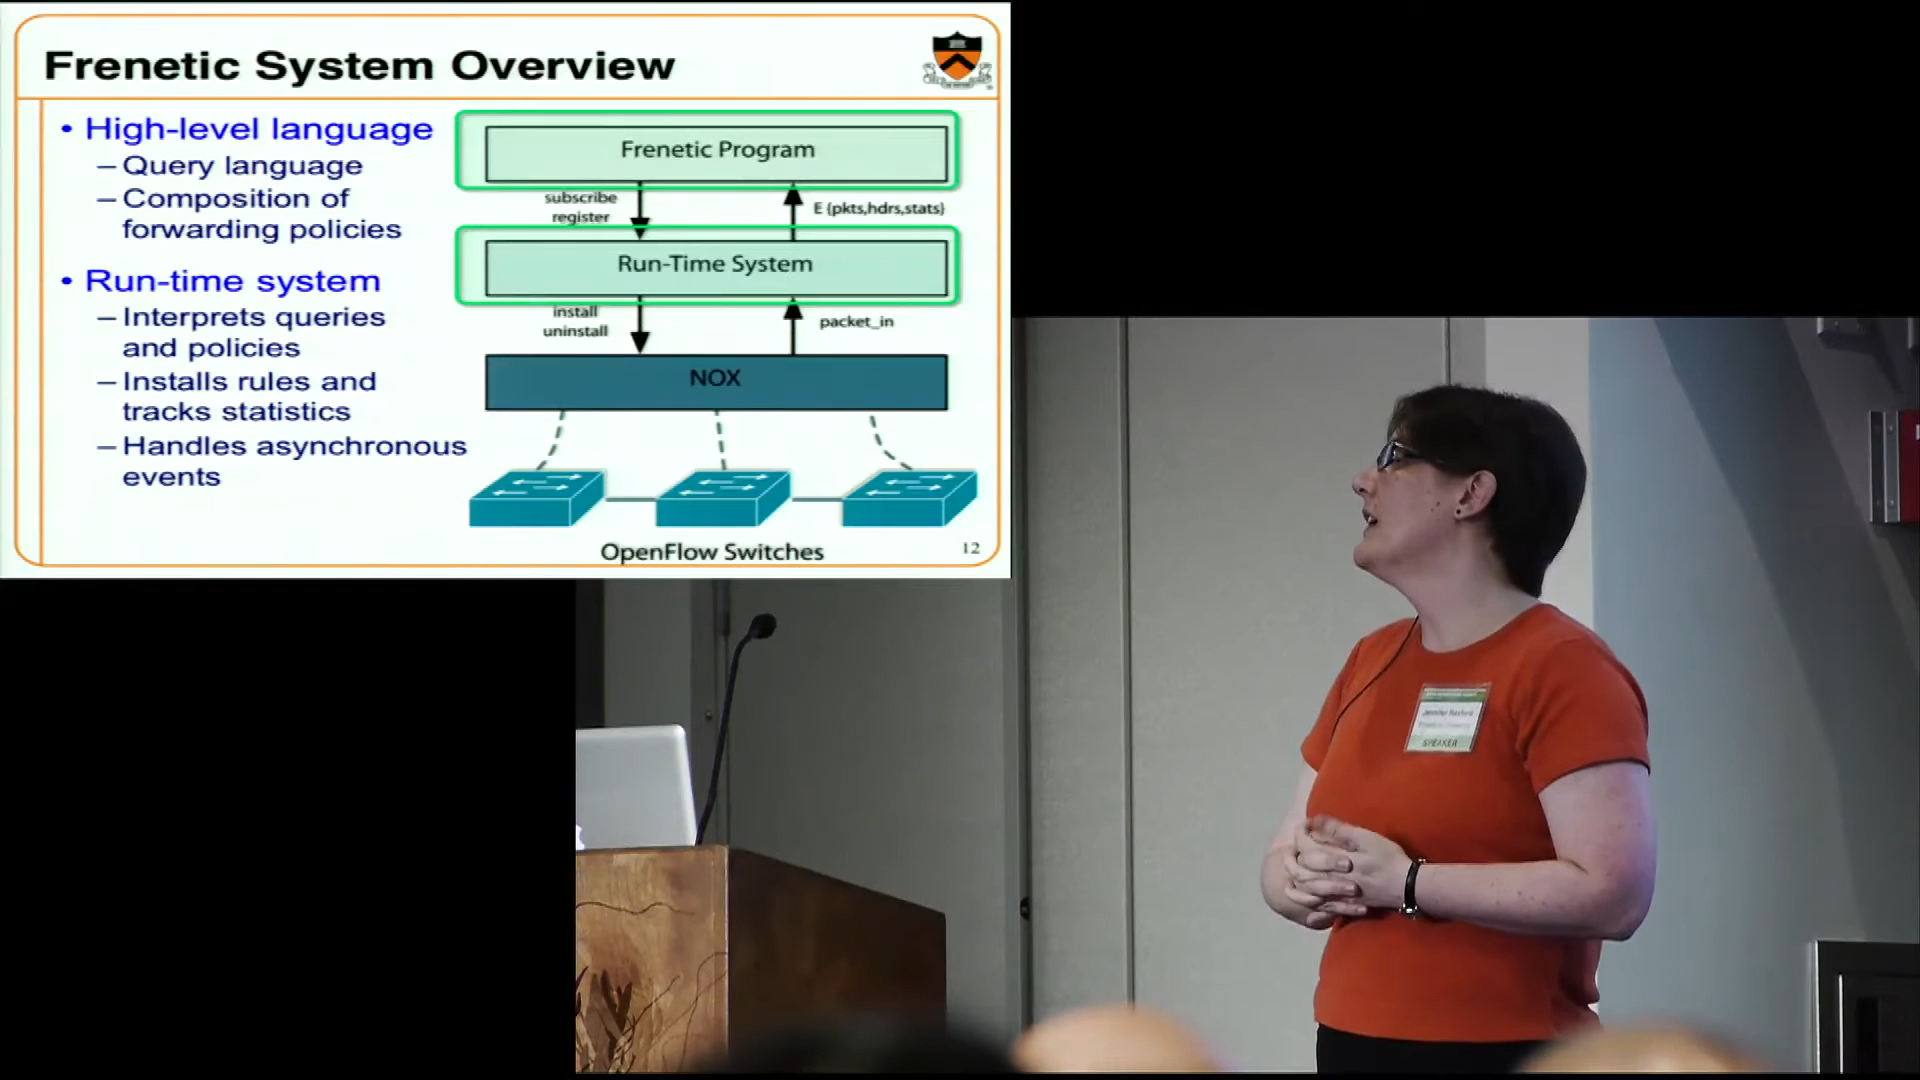 Frenetic System Overview
• High-level language
– Query language
– Composition of
forwarding policies
• Run-time system
– Interprets queries
and policies
– Installs rules and
tracks statistics
– Handles asynchronous
events
Frenetic Program
subscribe
register
E {pkts,hdrs,stats}
Run-Time System
install
uninstall
packet_in
NOX
OpenFlow Switches
12
Jennifer Rexford
SPEAKER